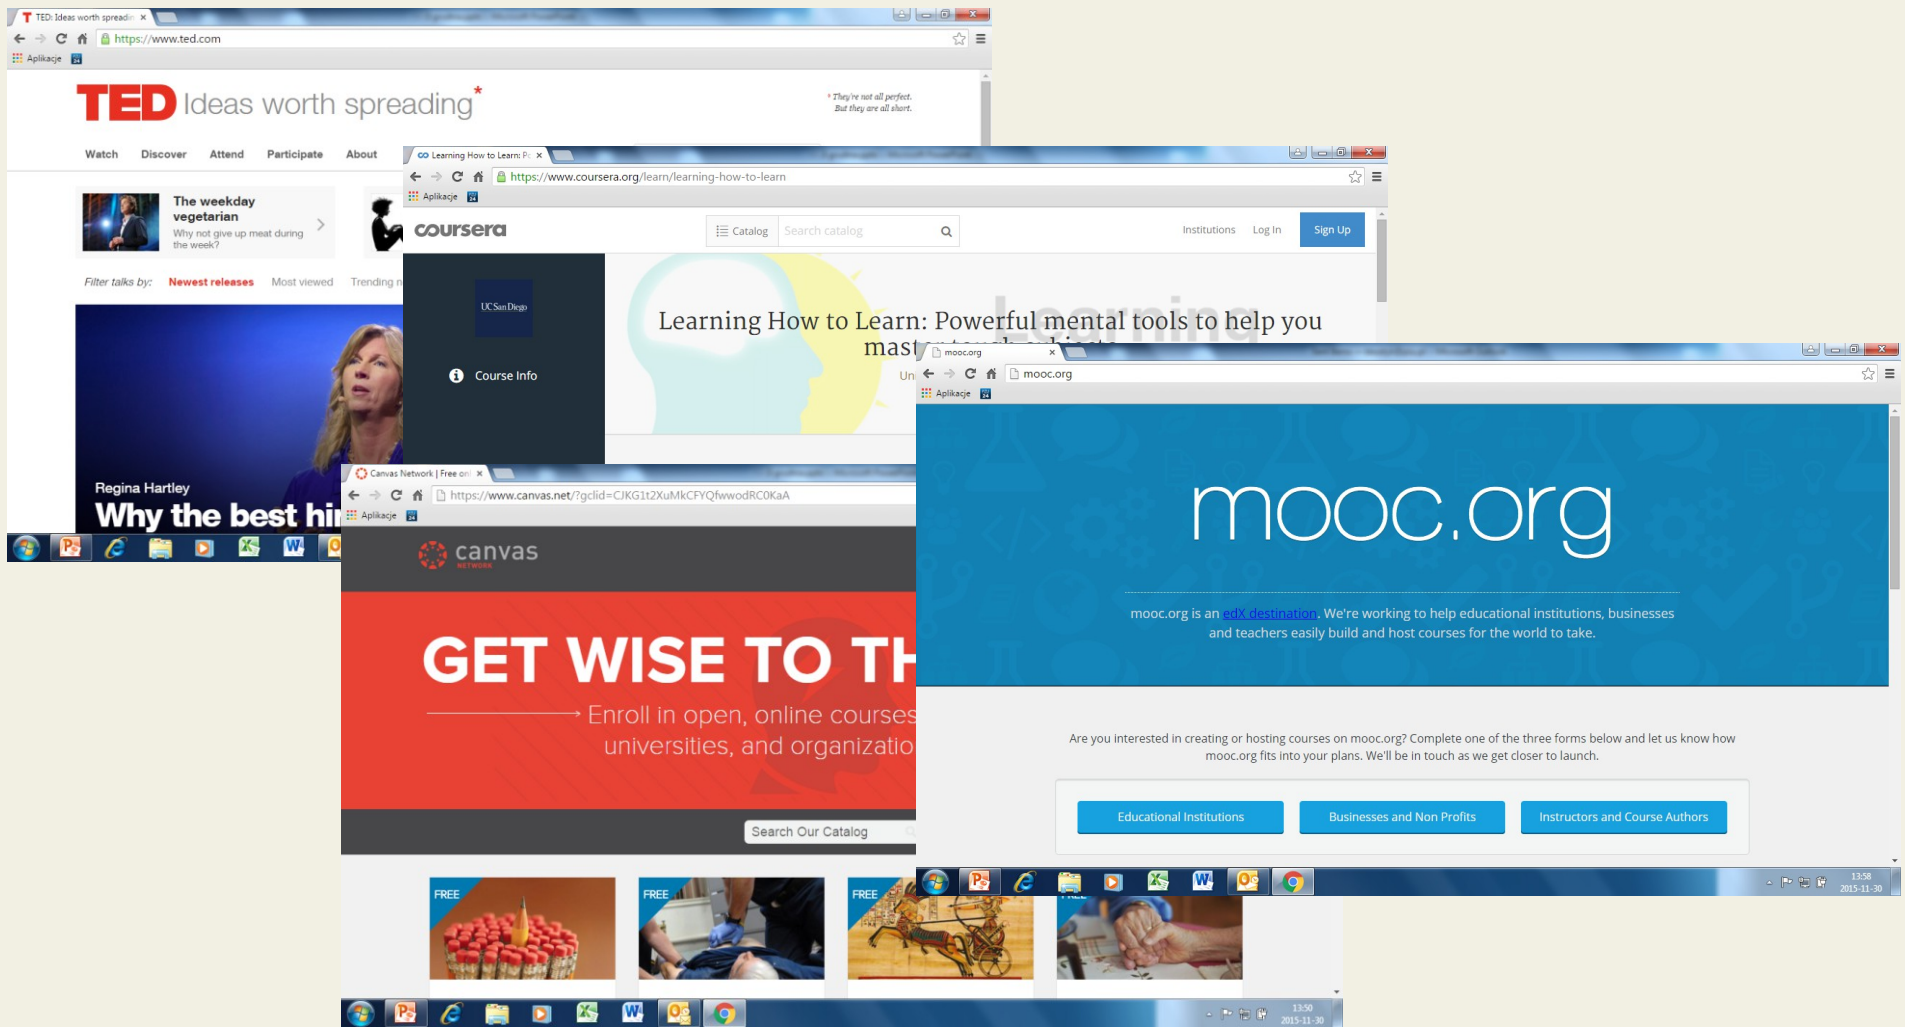 TED: Ideas worth spreadin
https://www.ted.com
Aplikacje
TED Ideas worth spreading*
* They're not all perfect.
But they are all short.
Watch Discover Attend Participate About
The weekday
vegetarian
Why not give up meat during
the week?
Filter talks by: Newest releases Most viewed Trending n
Regina Hartley
Why the best hir
Learning How to Learn: Po
https://www.coursera.org/learn/learning-how-to-learn
Aplikacje
coursera
Catalog Search catalog Institutions Log In Sign Up
UC San Diego
Course Info
Learning
Learning How to Learn: Powerful mental tools to help you
mast
Un
Canvas Network | Free onl
https://www.canvas.net/?gclid=CJKG1t2XuMkCFYQfwwodRC0KaA
Aplikacje
canvas
NETWORK
GET WISE TO TH
Enroll in open, online courses
universities, and organizatio
Search Our Catalog
FREE
FREE
FREE
13:50
2015-11-30
mooc.org
mooc.org
Aplikacje
mooc.org
mooc.org is an edX destination. We're working to help educational institutions, businesses
and teachers easily build and host courses for the world to take.
Are you interested in creating or hosting courses on mooc.org? Complete one of the three forms below and let us know how
mooc.org fits into your plans. We'll be in touch as we get closer to launch.
Educational Institutions Businesses and Non Profits Instructors and Course Authors
13:58
2015-11-30